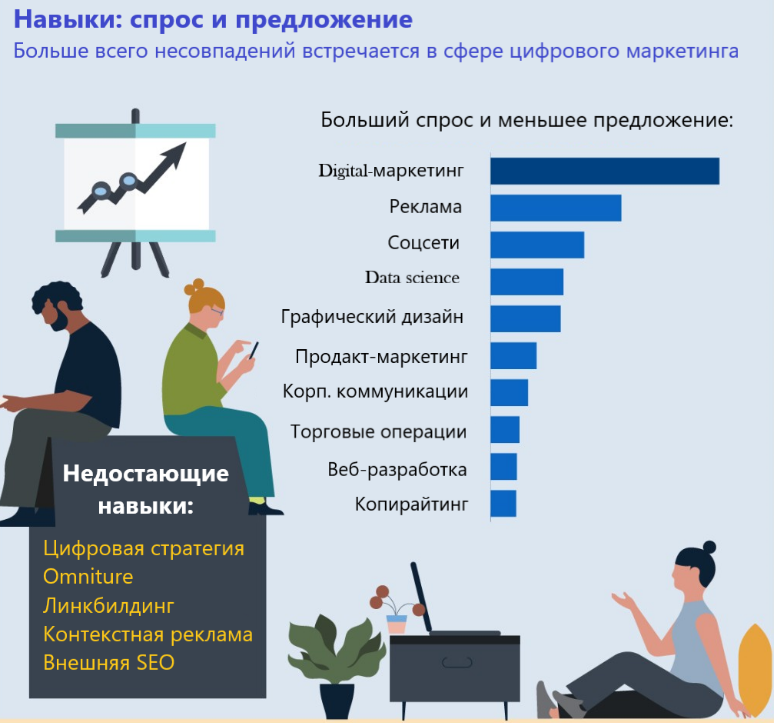 Навыки: спрос и предложение
Больше всего несовпадений встречается в сфере цифрового маркетинга
Больший спрос и меньшее предложение:
Digital-маркетинг
Реклама
Соцсети
Data science
Графический дизайн
Продакт-маркетинг
Корп. коммуникации
Торговые операции
Веб-разработка
Копирайтинг
Недостающие
навыки:
Цифровая стратегия
Omniture
Линкбилдинг
Контекстная реклама
Внешняя SEO